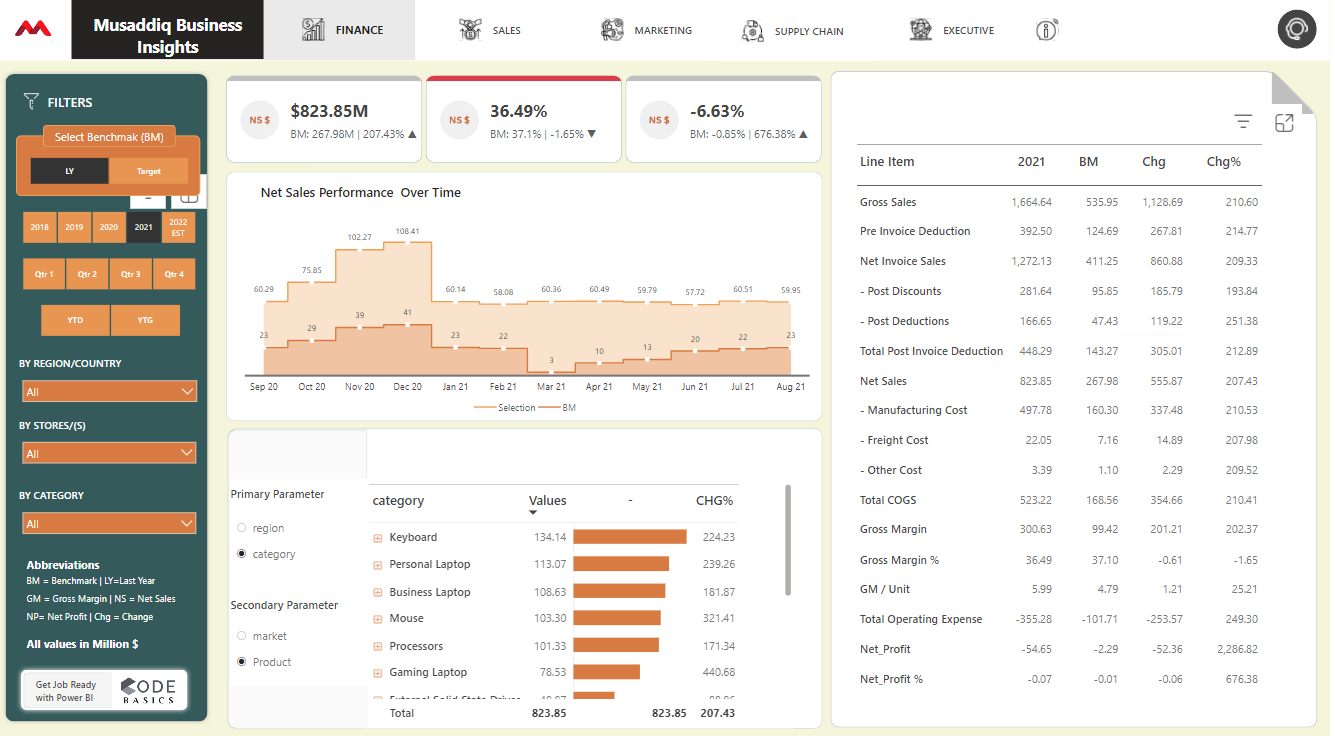 Musaddiq Business
Insights
FINANCE
SALES
MARKETING
SUPPLY CHAIN
EXECUTIVE
FILTERS
Select Benchmak (BM)
LY
Target
2018
2019
2020
2021
2022
EST
Qtr 1
Qtr 2
Qtr 3
Qtr 4
YTD
YTG
BY REGION/COUNTRY
All
BY STORES/(S)
All
BY CATEGORY
All
Abbreviations
BM = Benchmark | LY=Last Year
GM = Gross Margin | NS = Net Sales
NP= Net Profit | Chg = Change
All values in Million $
Get Job Ready
with Power BI
CODE
BASICS
NS $
$823.85M
BM: 267.98M | 207.43%
NS $
36.49%
BM: 37.1% | -1.65%
NS $
-6.63%
BM: -0.85% | 676.38%
Net Sales Performance Over Time
60.29 75.85 102.27 108.41 60.14 58.08 60.36 60.49 59.79 57.72 60.51 59.95
23 29 39 41 23 22 3 10 13 20 22 23
Sep 20 Oct 20 Nov 20 Dec 20 Jan 21 Feb 21 Mar 21 Apr 21 May 21 Jun 21 Jul 21 Aug 21
Selection BM
Primary Parameter
region
category
Secondary Parameter
market
Product
category Values - CHG%
Keyboard 134.14 224.23
Personal Laptop 113.07 239.26
Business Laptop 108.63 181.87
Mouse 103.30 321.41
Processors 101.33 171.34
Gaming Laptop 78.53 440.68
Total 823.85 823.85 207.43
Line Item 2021 BM Chg Chg%
Gross Sales 1,664.64 535.95 1,128.69 210.60
Pre Invoice Deduction 392.50 124.69 267.81 214.77
Net Invoice Sales 1,272.13 411.25 860.88 209.33
- Post Discounts 281.64 95.85 185.79 193.84
- Post Deductions 166.65 47.43 119.22 251.38
Total Post Invoice Deduction 448.29 143.27 305.01 212.89
Net Sales 823.85 267.98 555.87 207.43
- Manufacturing Cost 497.78 160.30 337.48 210.53
- Freight Cost 22.05 7.16 14.89 207.98
- Other Cost 3.39 1.10 2.29 209.52
Total COGS 523.22 168.56 354.66 210.41
Gross Margin 300.63 99.42 201.21 202.37
Gross Margin % 36.49 37.10 -0.61 -1.65
GM / Unit 5.99 4.79 1.21 25.21
Total Operating Expense -355.28 -101.71 -253.57 249.30
Net_Profit -54.65 -2.29 -52.36 2,286.82
Net_Profit % -0.07 -0.01 -0.06 676.38